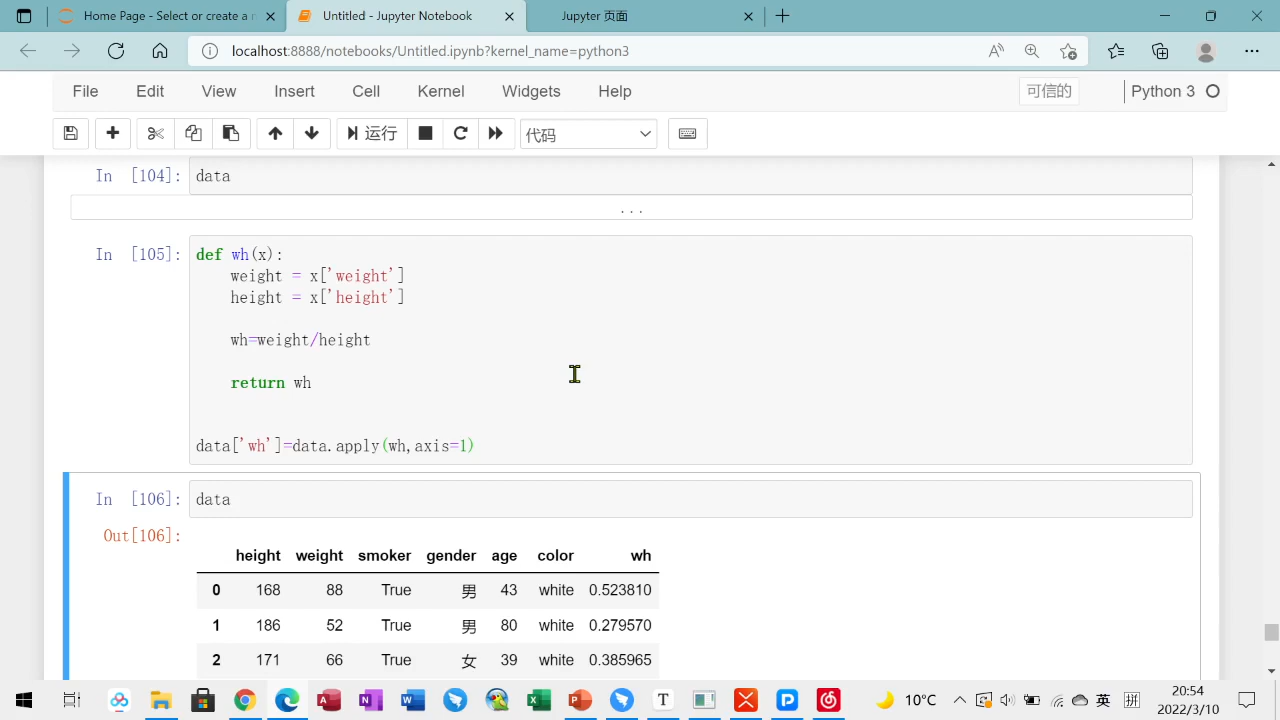 Home Page - Select or create a n
Untitled - Jupyter Notebook
Jupyter 页面
localhost:8888/notebooks/Untitled.ipynb?kernel_name=python3
File Edit View Insert Cell Kernel Widgets Help 可信的 Python 3
运行 代码
In [104]: data
...
In [105]: def wh(x):
weight = x['weight']
height = x['height']
wh=weight/height
return wh
data['wh']=data.apply(wh,axis=1)
In [106]: data
Out[106]:
height weight smoker gender age color wh
0 168 88 True 男 43 white 0.523810
1 186 52 True 男 80 white 0.279570
2 171 66 True 女 39 white 0.385965
10°C 英 拼 20:54
2022/3/10